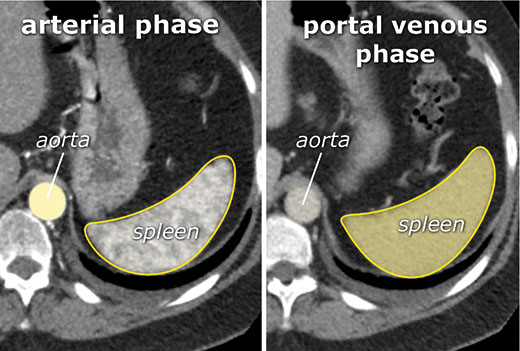 arterial phase
portal venous
phase
aorta
aorta
spleen
spleen